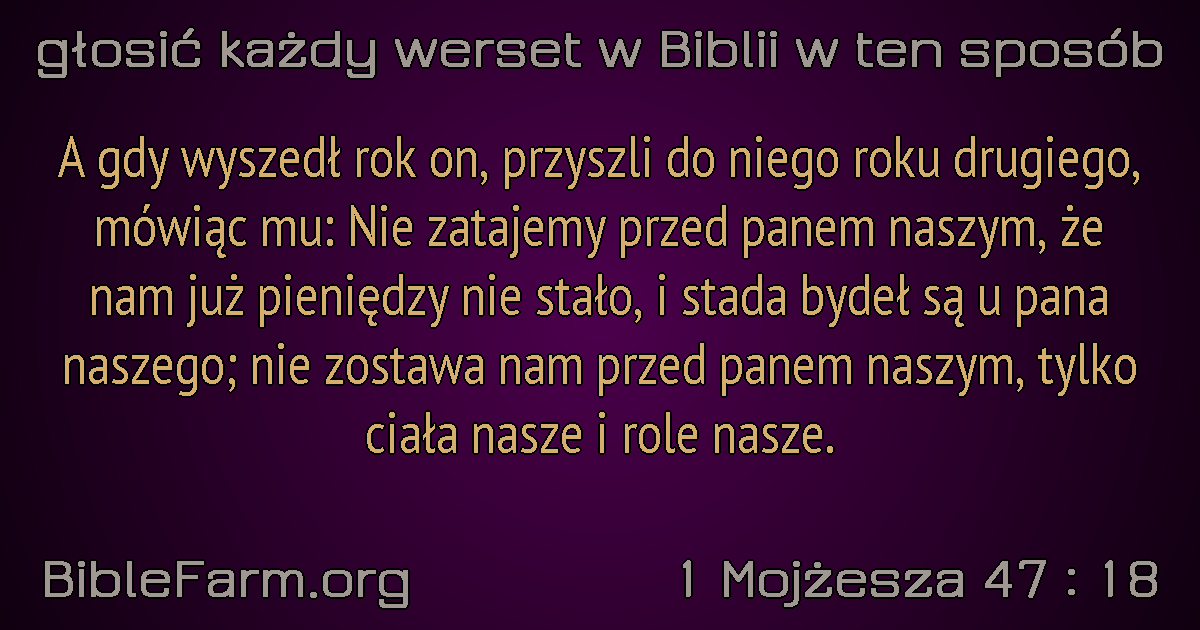 głosić każdy werset w Biblii w ten sposób
A gdy wyszedł rok on, przyszli do niego roku drugiego,
mówiąc mu: Nie zatajemy przed panem naszym, że
nam już pieniędzy nie stało, i stada bydeł są u pana
naszego; nie zostawa nam przed panem naszym, tylko
ciała nasze i role nasze.
BibleFarm.org
1 Mojżesza 47 : 18